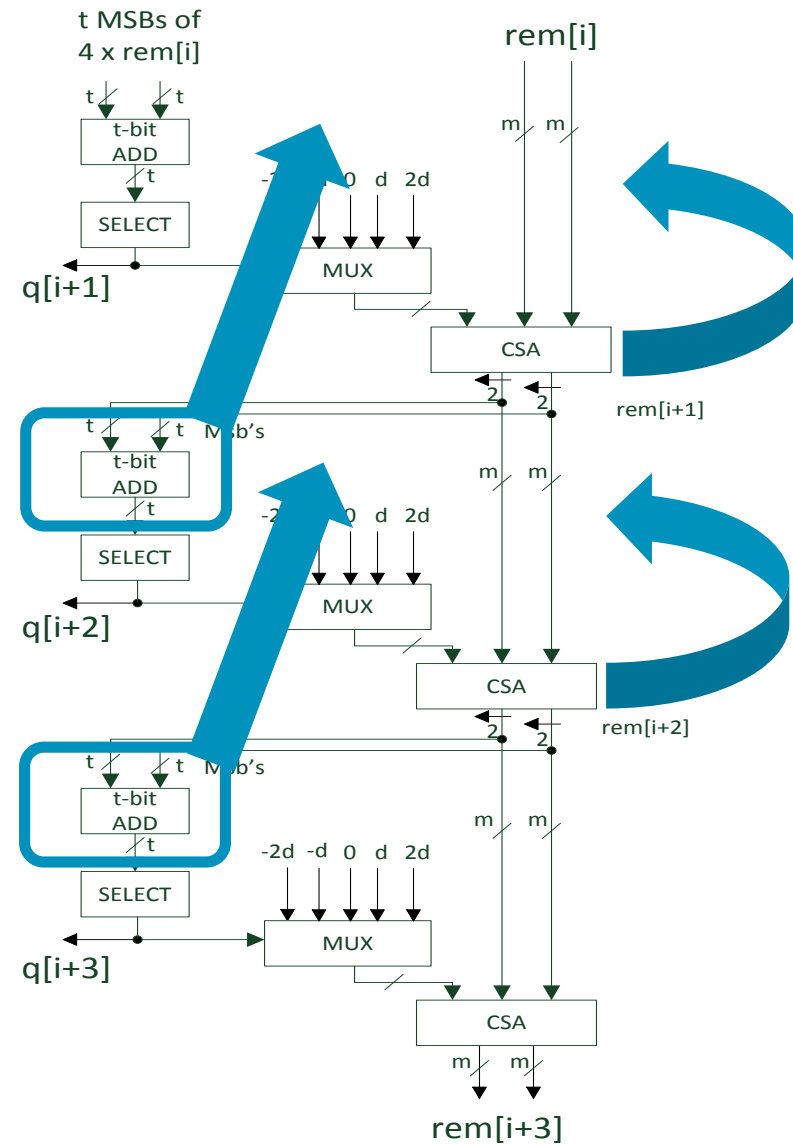 t MSBs of
4 x rem[i]
rem[i]
t t
t-bit
ADD
t
SELECT
q[i+1]
m m
0 d 2d
MUX
CSA
2 2
rem[i+1]
t t
Msb's
t-bit
ADD
t
SELECT
q[i+2]
m m
0 d 2d
MUX
CSA
2 2
rem[i+2]
t t
Msb's
t-bit
ADD
t
SELECT
q[i+3]
m m
-2d -d 0 d 2d
MUX
CSA
m m
rem[i+3]